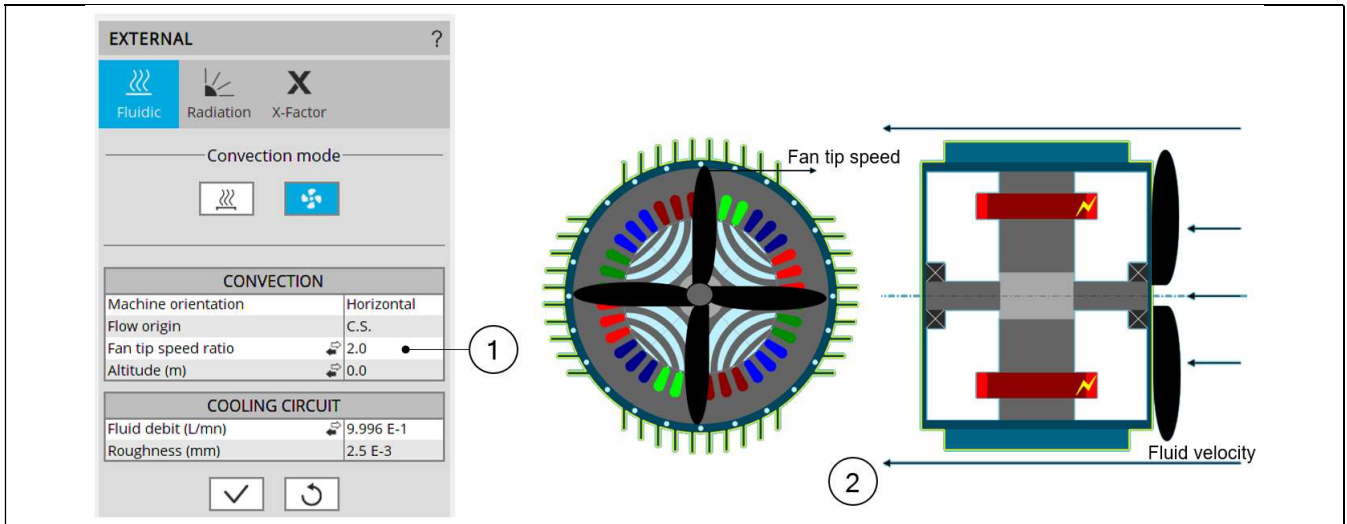 EXTERNAL ?
Fluidic Radiation X-Factor
Convection mode
CONVECTION
Machine orientation Horizontal
Flow origin C.S.
Fan tip speed ratio 2.0
Altitude (m) 0.0
COOLING CIRCUIT
Fluid debit (L/mn) 9.996 E-1
Roughness (mm) 2.5 E-3
1
Fan tip speed
Fluid velocity
2